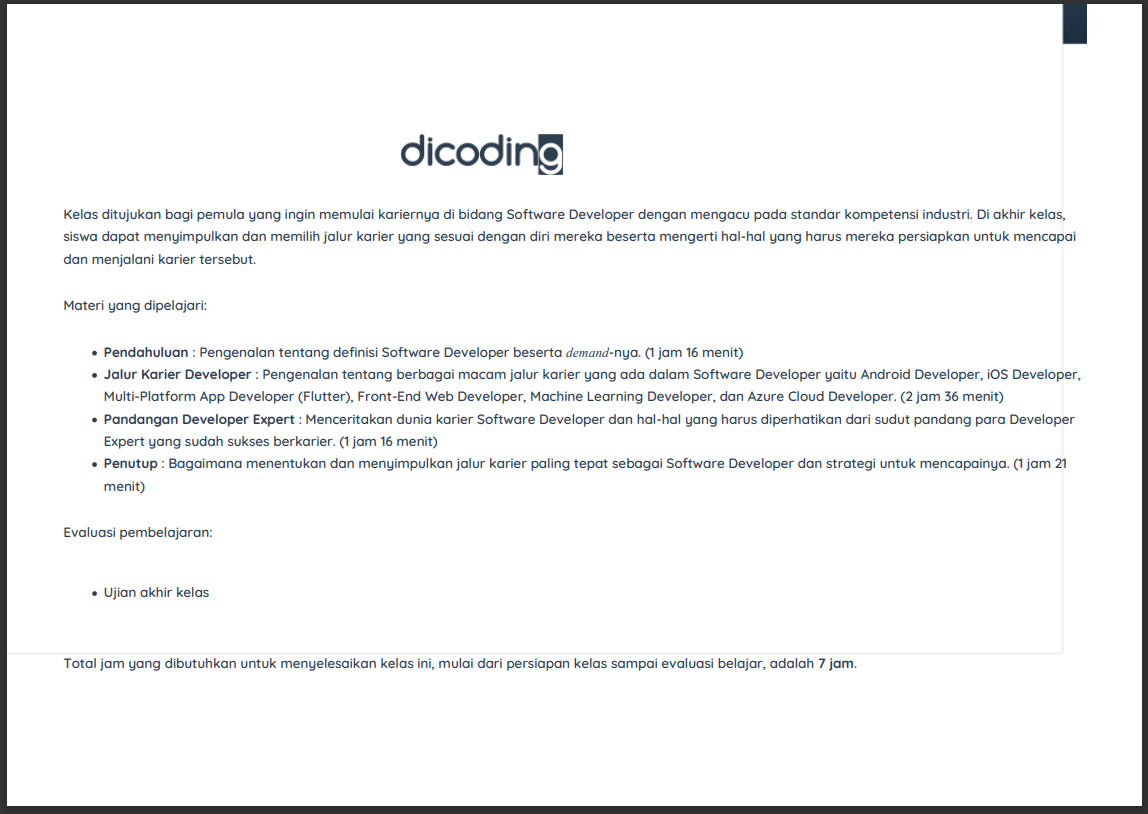 dicoding
Kelas ditujukan bagi pemula yang ingin memulai kariernya di bidang Software Developer dengan mengacu pada standar kompetensi industri. Di akhir kelas,
siswa dapat menyimpulkan dan memilih jalur karier yang sesuai dengan diri mereka beserta mengerti hal-hal yang harus mereka persiapkan untuk mencapai
dan menjalani karier tersebut.
Materi yang dipelajari:
• Pendahuluan : Pengenalan tentang definisi Software Developer beserta demand-nya. (1 jam 16 menit)
• Jalur Karier Developer : Pengenalan tentang berbagai macam jalur karier yang ada dalam Software Developer yaitu Android Developer, iOS Developer,
Multi-Platform App Developer (Flutter), Front-End Web Developer, Machine Learning Developer, dan Azure Cloud Developer. (2 jam 36 menit)
• Pandangan Developer Expert : Menceritakan dunia karier Software Developer dan hal-hal yang harus diperhatikan dari sudut pandang para Developer
Expert yang sudah sukses berkarier. (1 jam 16 menit)
• Penutup : Bagaimana menentukan dan menyimpulkan jalur karier paling tepat sebagai Software Developer dan strategi untuk mencapainya. (1 jam 21
menit)
Evaluasi pembelajaran:
• Ujian akhir kelas
Total jam yang dibutuhkan untuk menyelesaikan kelas ini, mulai dari persiapan kelas sampai evaluasi belajar, adalah 7 jam.